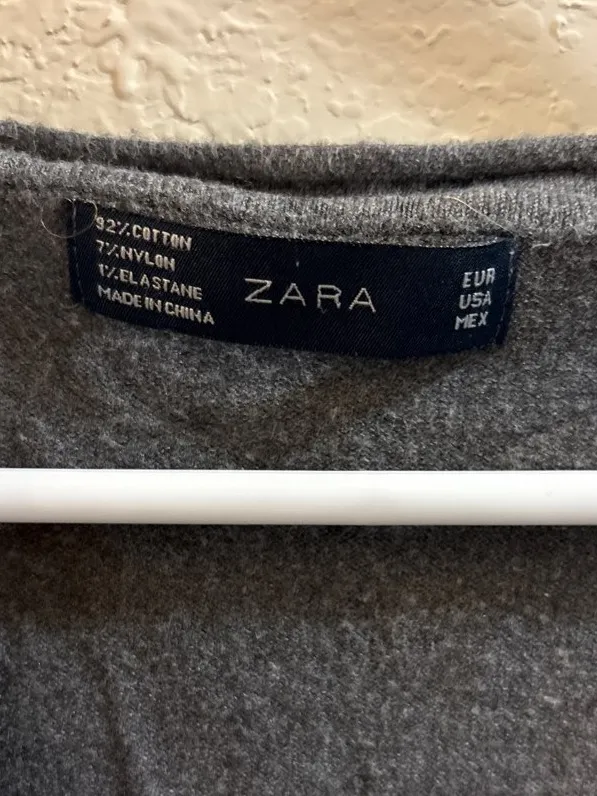 92% COTTON
7% NYLON
1% ELASTANE
MADE IN CHINA
ZARA
EUR
USA
MEX